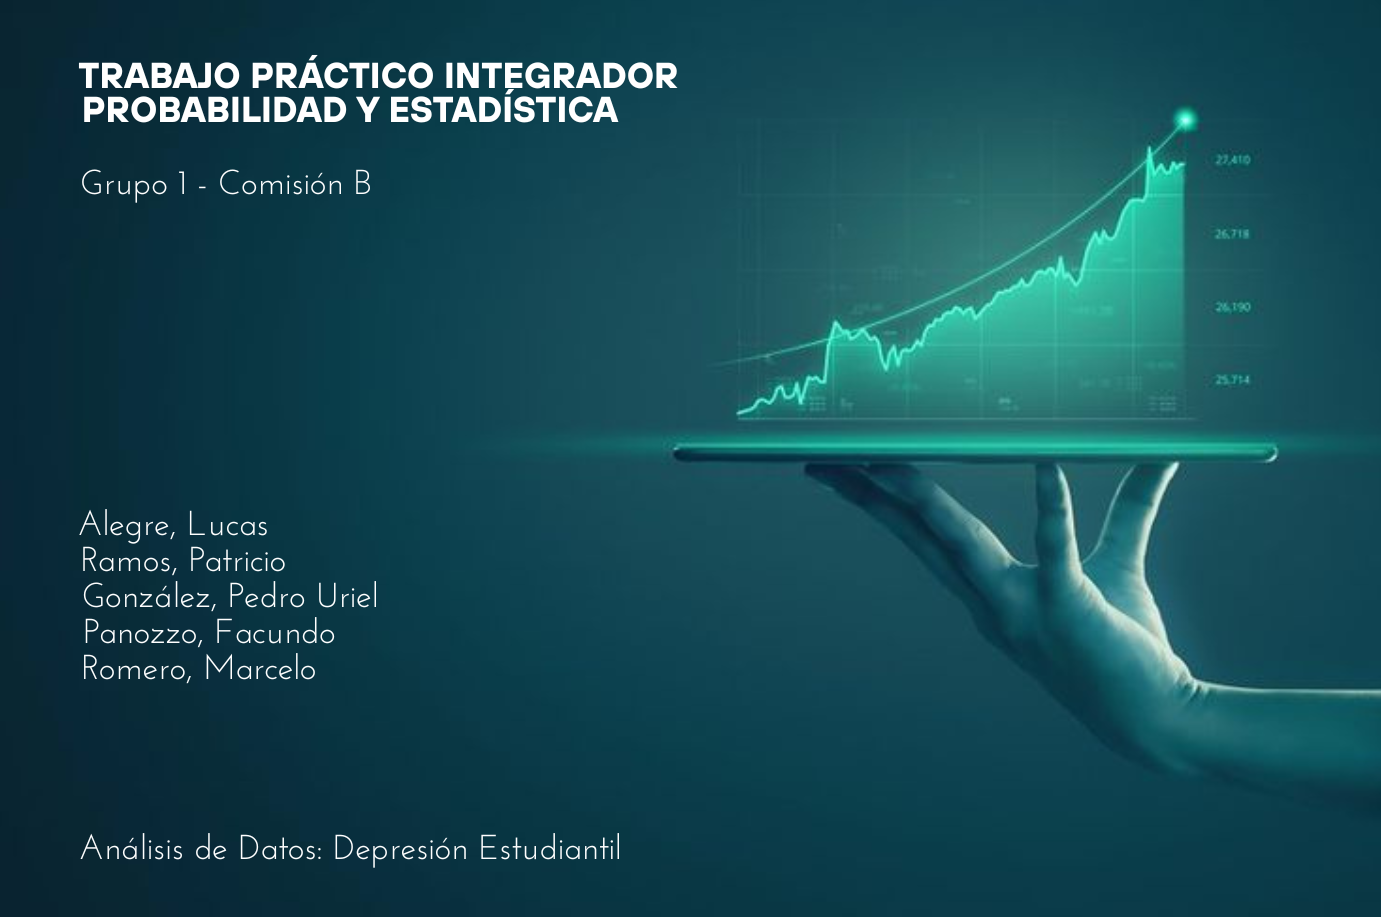 TRABAJO PRÁCTICO INTEGRADOR
PROBABILIDAD Y ESTADÍSTICA
Grupo 1 - Comisión B
27,410
26,718
26,190
25,714
Alegre, Lucas
Ramos, Patricio
González, Pedro Uriel
Panozzo, Facundo
Romero, Marcelo
Análisis de Datos: Depresión Estudiantil